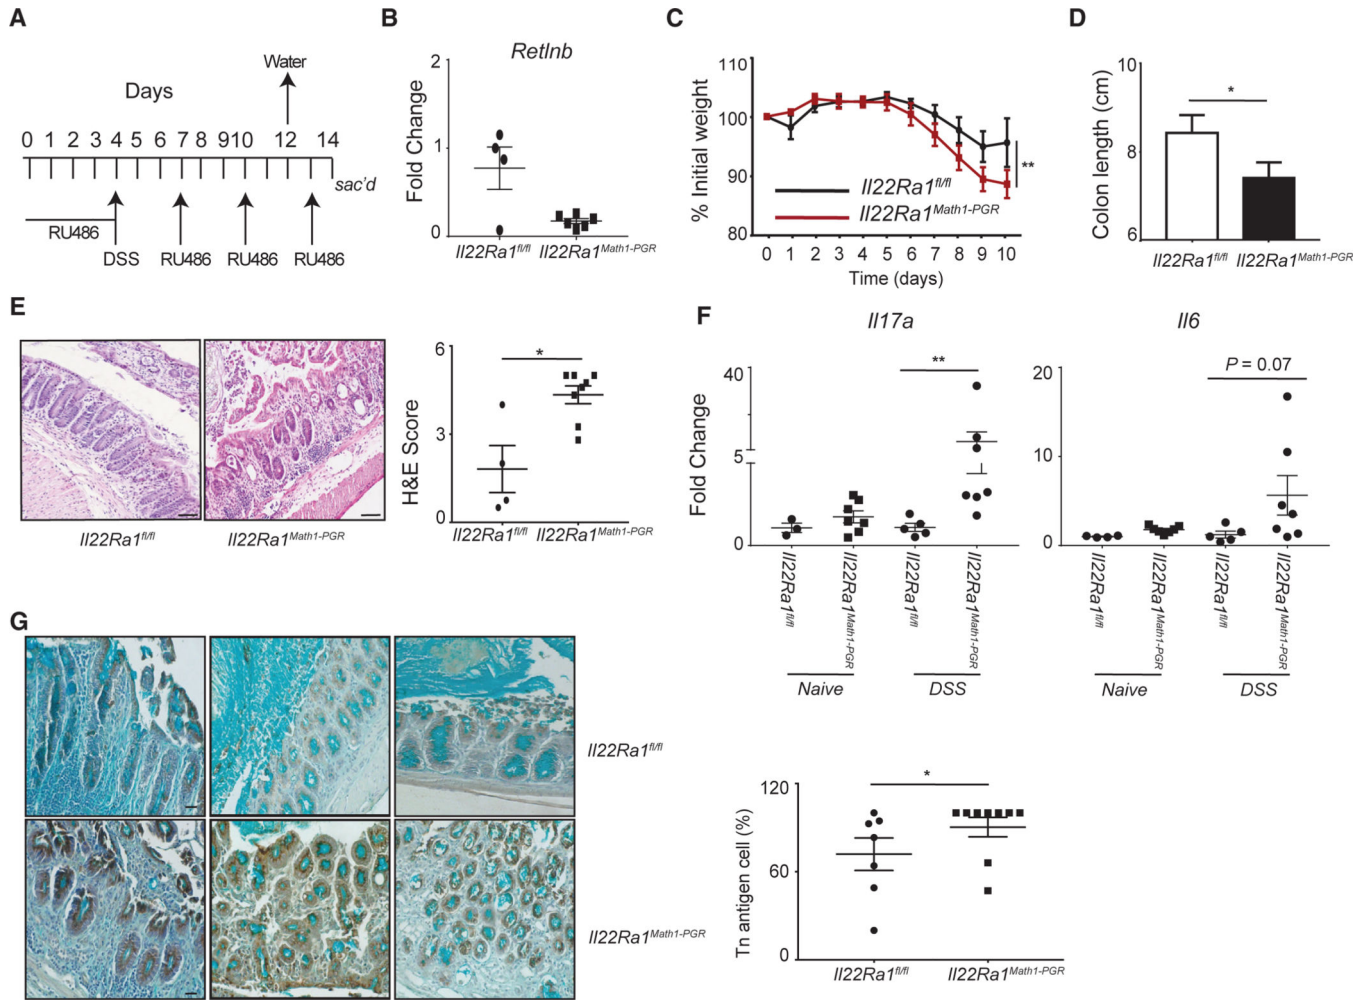 A
Days
Water
0 1 2 3 4 5 6 7 8 9 10 12 14
sac'd
RU486
DSS RU486 RU486 RU486
B
Retlnb
Fold Change
2
1
0
Il22Ra1fl/fl Il22Ra1Math1-PGR
C
% Initial weight
110
100
90
80
Il22Ra1fl/fl
Il22Ra1Math1-PGR
**
0 1 2 3 4 5 6 7 8 9 10
Time (days)
D
Colon length (cm)
10
8
6
*
Il22Ra1fl/fl Il22Ra1Math1-PGR
E
Il22Ra1fl/fl Il22Ra1Math1-PGR
H&E Score
6
3
0
*
Il22Ra1fl/fl Il22Ra1Math1-PGR
F
Il17a
Fold Change
40
5
0
**
Il22Ra1fl/fl
Il22Ra1Math1-PGR
Il22Ra1fl/fl
Il22Ra1Math1-PGR
Naive DSS
Il6
20
10
0
P = 0.07
Il22Ra1fl/fl
Il22Ra1Math1-PGR
Il22Ra1fl/fl
Il22Ra1Math1-PGR
Naive DSS
G
Il22Ra1fl/fl
Il22Ra1Math1-PGR
Tn antigen cell (%)
120
60
0
*
Il22Ra1fl/fl Il22Ra1Math1-PGR